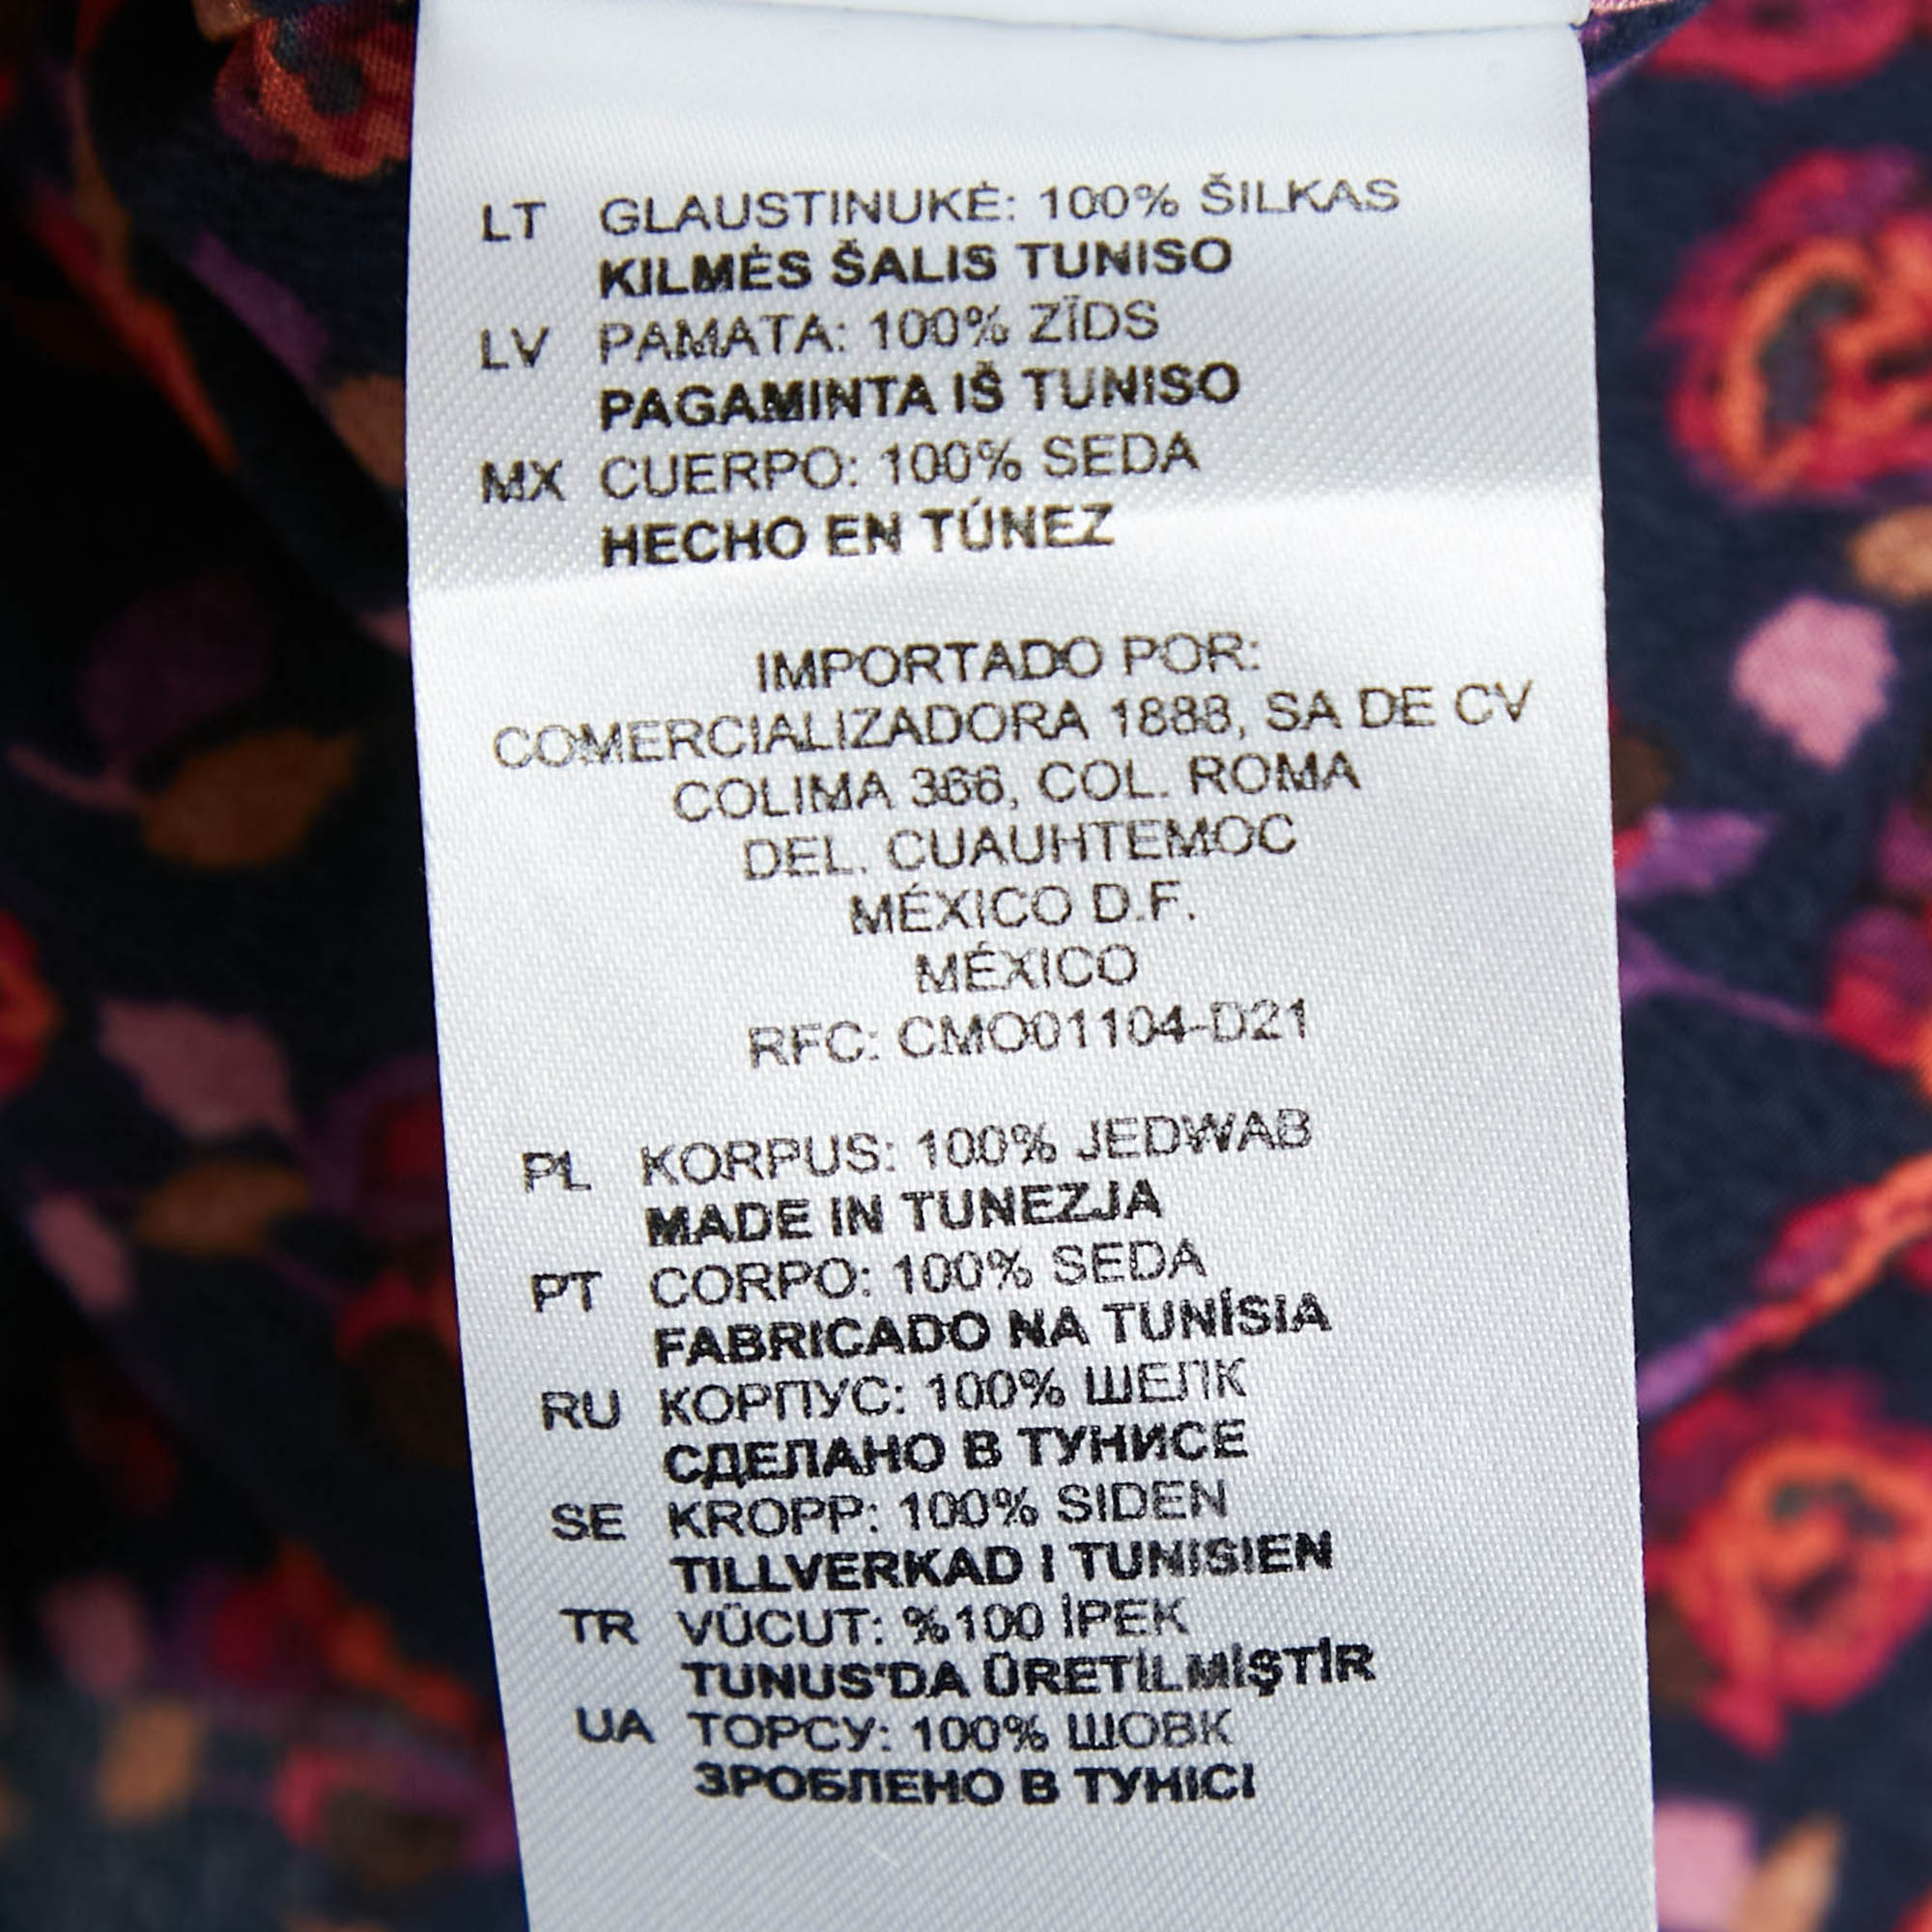 LT GLAUSTINUKĖ: 100% ŠILKAS
KILMĖS ŠALIS TUNISO
LV PAMATA: 100% ZĪDS
PAGAMINTA IŠ TUNISO
MX CUERPO: 100% SEDA
HECHO EN TÚNEZ
IMPORTADO POR:
COMERCIALIZADORA 1888, SA DE CV
COLIMA 366, COL. ROMA
DEL. CUAUHTEMOC
MÉXICO D.F.
MÉXICO
RFC: CMO01104-D21
PL KORPUS: 100% JEDWAB
MADE IN TUNEZJA
PT CORPO: 100% SEDA
FABRICADO NA TUNÍSIA
RU КОРПУС: 100% ШЕЛК
СДЕЛАНО В ТУНИСЕ
SE KROPP: 100% SIDEN
TILLVERKAD I TUNISIEN
TR VÜCUT: %100 İPEK
TUNUS'DA ÜRETİLMİŞTİR
UA ТОРСУ: 100% ШОВК
ЗРОБЛЕНО В ТУНІСІ